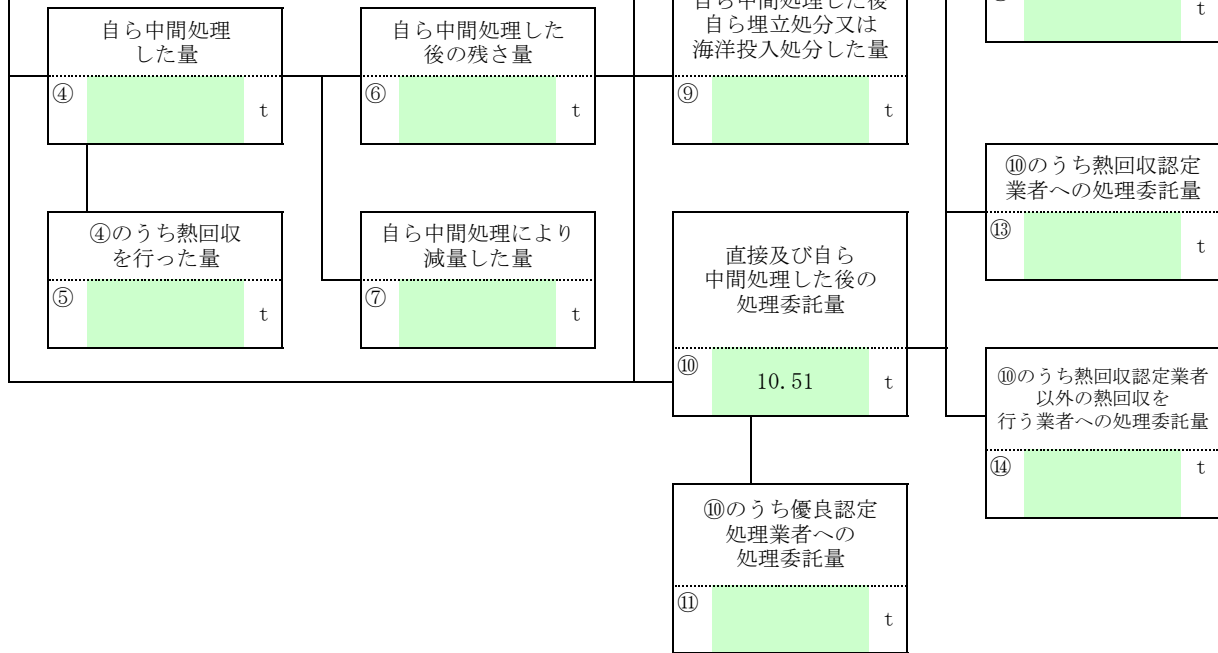 自ら中間処理
した量
④
t
自ら中間処理した
後の残さ量
⑥
t
自ら中間処理した後
自ら埋立処分又は
海洋投入処分した量
⑨
t
t
④のうち熱回収
を行った量
⑤
t
自ら中間処理により
減量した量
⑦
t
直接及び自ら
中間処理した後の
処理委託量
⑩
10.51
t
⑩のうち熱回収認定
業者への処理委託量
⑬
t
⑩のうち熱回収認定業者
以外の熱回収を
行う業者への処理委託量
⑭
t
⑩のうち優良認定
処理業者への
処理委託量
⑪
t